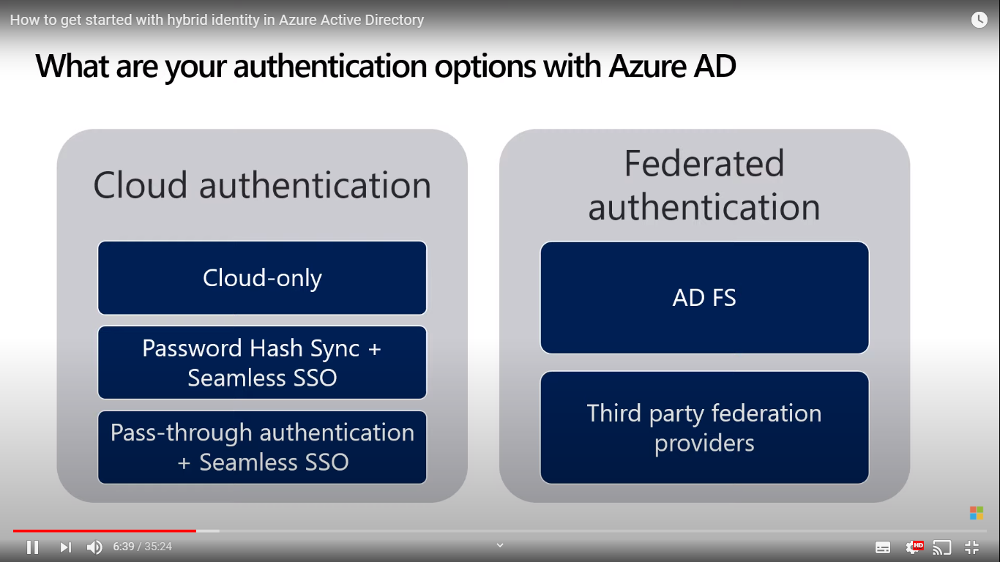 How to get started with hybrid identity in Azure Active Directory
What are your authentication options with Azure AD
Cloud authentication
Cloud-only
Password Hash Sync +
Seamless SSO
Pass-through authentication
+ Seamless SSO
Federated
authentication
AD FS
Third party federation
providers
6:39 / 35:24
HD